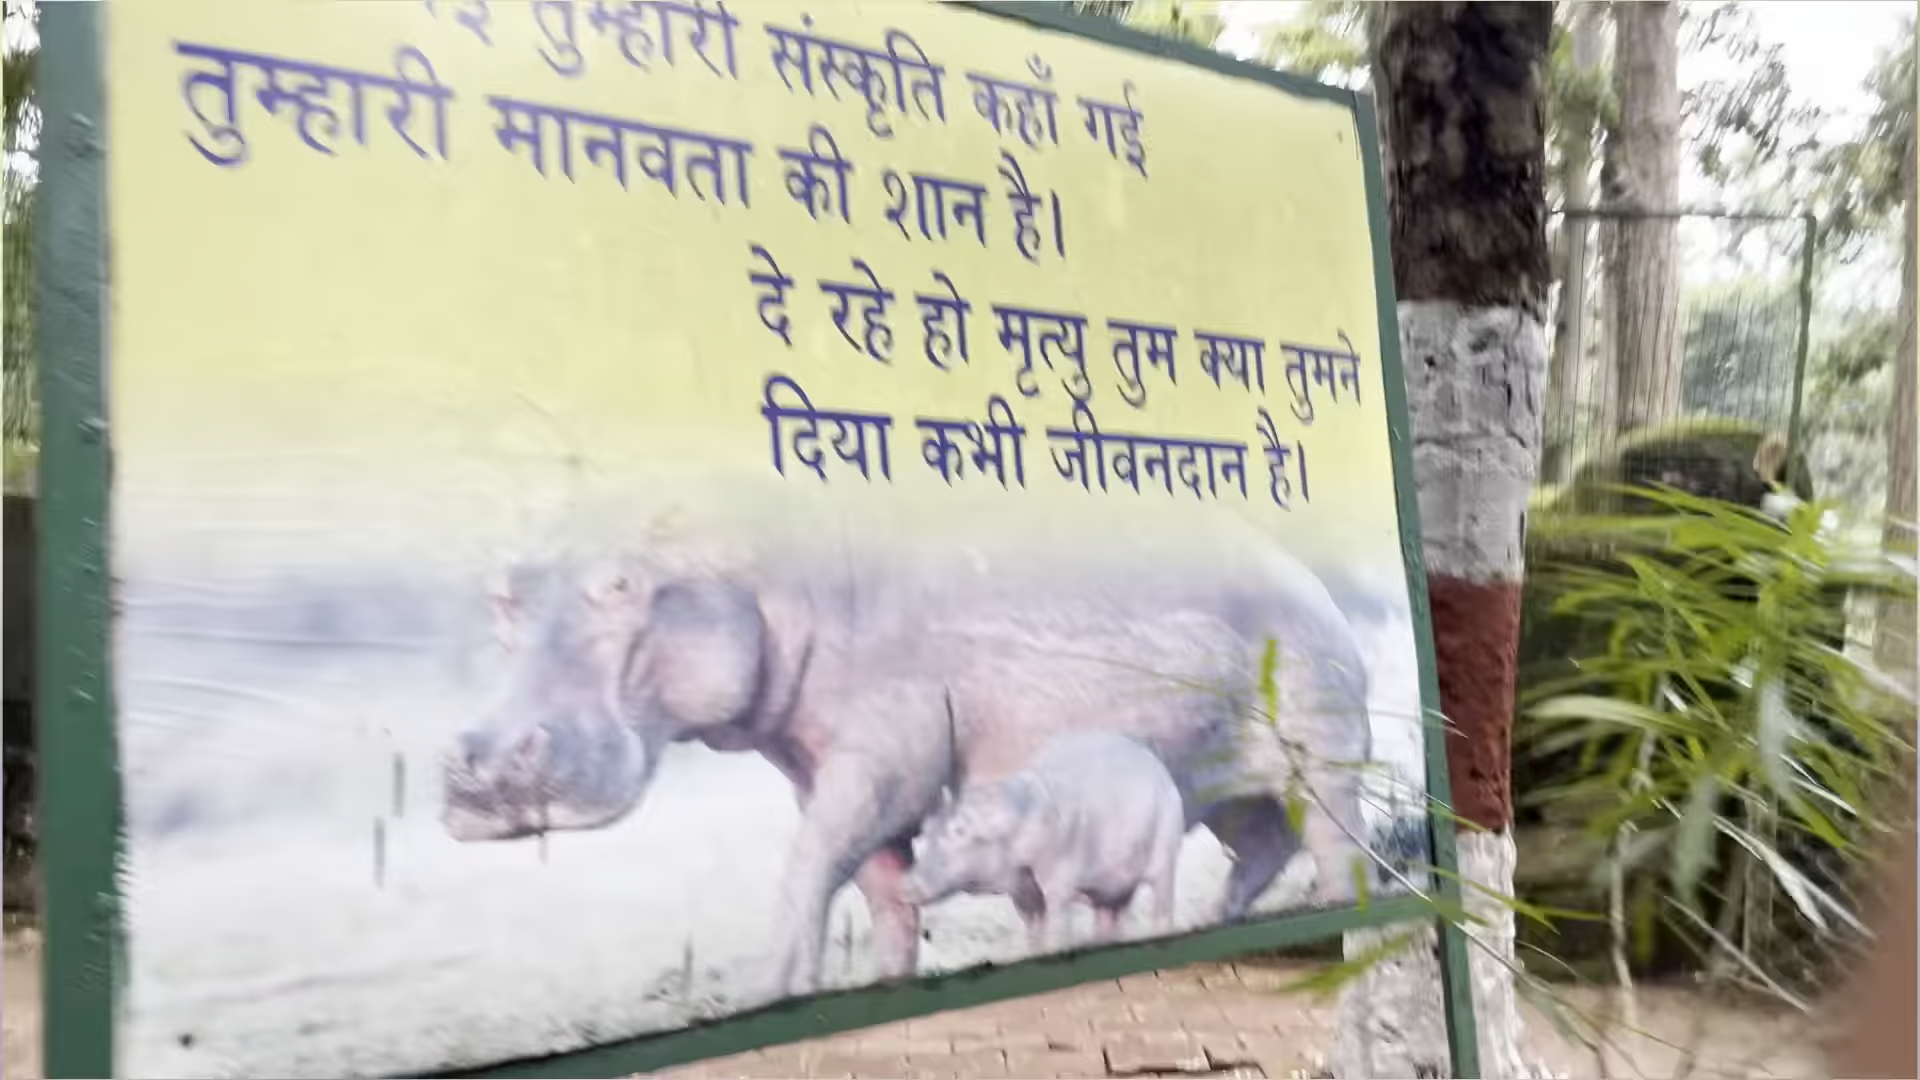 तुम्हारी संस्कृति कहाँ गई
तुम्हारी मानवता की शान है।
दे रहे हो मृत्यु तुम क्या तुमने
दिया कभी जीवनदान है।